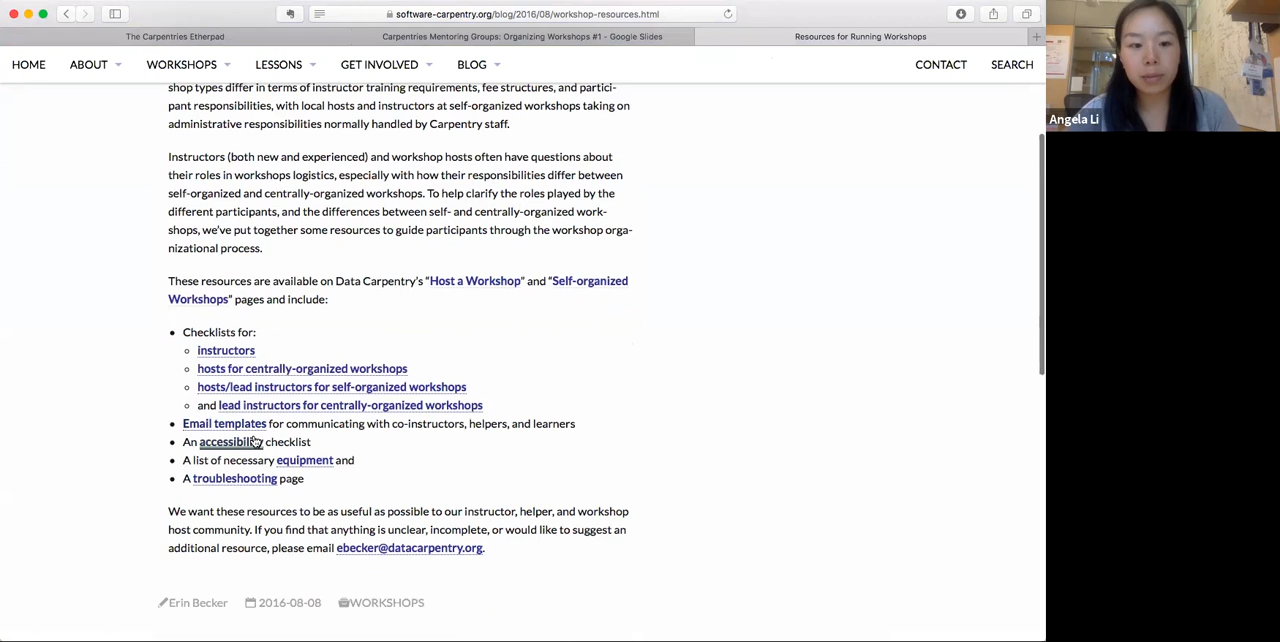 software-carpentry.org/blog/2016/08/workshop-resources.html
The Carpentries Etherpad
Carpentries Mentoring Groups: Organizing Workshops #1 - Google Slides
Resources for Running Workshops
HOME ABOUT WORKSHOPS LESSONS GET INVOLVED BLOG CONTACT SEARCH
shop types differ in terms of instructor training requirements, fee structures, and partici-
pant responsibilities, with local hosts and instructors at self-organized workshops taking on
administrative responsibilities normally handled by Carpentry staff.
Instructors (both new and experienced) and workshop hosts often have questions about
their roles in workshops logistics, especially with how their responsibilities differ between
self-organized and centrally-organized workshops. To help clarify the roles played by the
different participants, and the differences between self- and centrally-organized work-
shops, we’ve put together some resources to guide participants through the workshop orga-
nizational process.
These resources are available on Data Carpentry’s “Host a Workshop” and “Self-organized
Workshops” pages and include:
• Checklists for:
◦ instructors
◦ hosts for centrally-organized workshops
◦ hosts/lead instructors for self-organized workshops
◦ and lead instructors for centrally-organized workshops
• Email templates for communicating with co-instructors, helpers, and learners
• An accessibility checklist
• A list of necessary equipment and
• A troubleshooting page
We want these resources to be as useful as possible to our instructor, helper, and workshop
host community. If you find that anything is unclear, incomplete, or would like to suggest an
additional resource, please email ebecker@datacarpentry.org.
Erin Becker 2016-08-08 WORKSHOPS
Angela Li